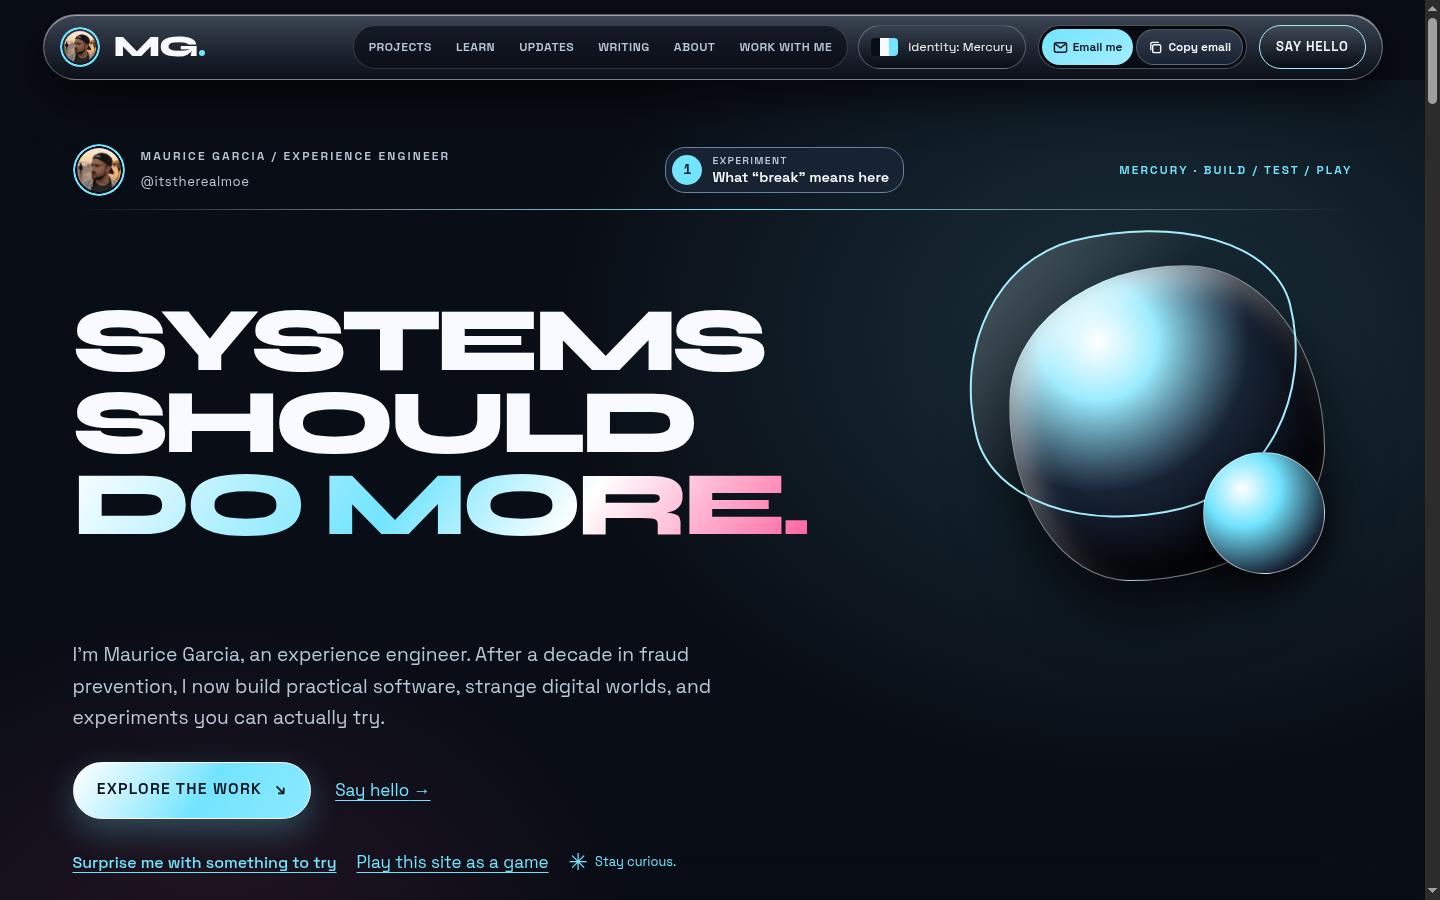 MG.
PROJECTS LEARN UPDATES WRITING ABOUT WORK WITH ME
Identity: Mercury
Email me
Copy email
SAY HELLO
MAURICE GARCIA / EXPERIENCE ENGINEER
@itstherealmoe
1
EXPERIMENT
What “break” means here
MERCURY · BUILD / TEST / PLAY
SYSTEMS
SHOULD
DO MORE.
I’m Maurice Garcia, an experience engineer. After a decade in fraud
prevention, I now build practical software, strange digital worlds, and
experiments you can actually try.
EXPLORE THE WORK ↘
Say hello →
Surprise me with something to try
Play this site as a game
Stay curious.